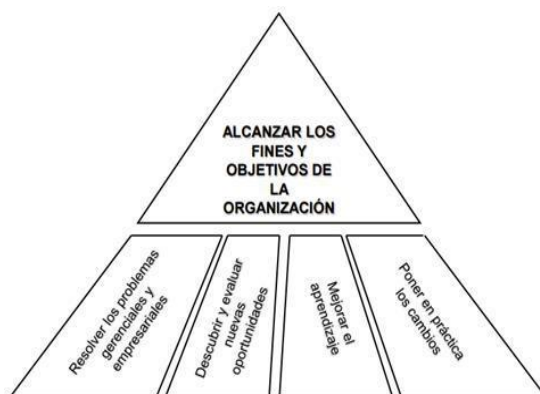 ALCANZAR LOS
FINES Y
OBJETIVOS DE
LA
ORGANIZACIÓN
Resolver los problemas
gerenciales y
empresariales
Descubrir y evaluar
nuevas
oportunidades
Mejorar el
aprendizaje
Poner en práctica
los cambios